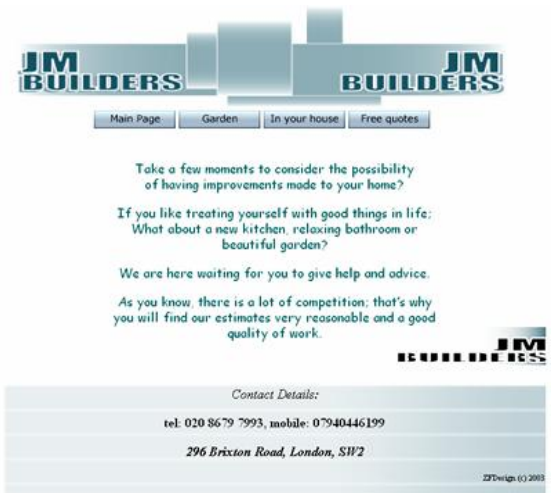 JM
BUILDERS
JM
BUILDERS
Main Page Garden In your house Free quotes
Take a few moments to consider the possibility
of having improvements made to your home?
If you like treating yourself with good things in life;
What about a new kitchen, relaxing bathroom or
beautiful garden?
We are here waiting for you to give help and advice.
As you know, there is a lot of competition; that's why
you will find our estimates very reasonable and a good
quality of work.
JM
BUILDERS
Contact Details:
tel: 020 8679 7993, mobile: 07940446199
296 Brixton Road, London, SW2
ZFDesign (c) 2003